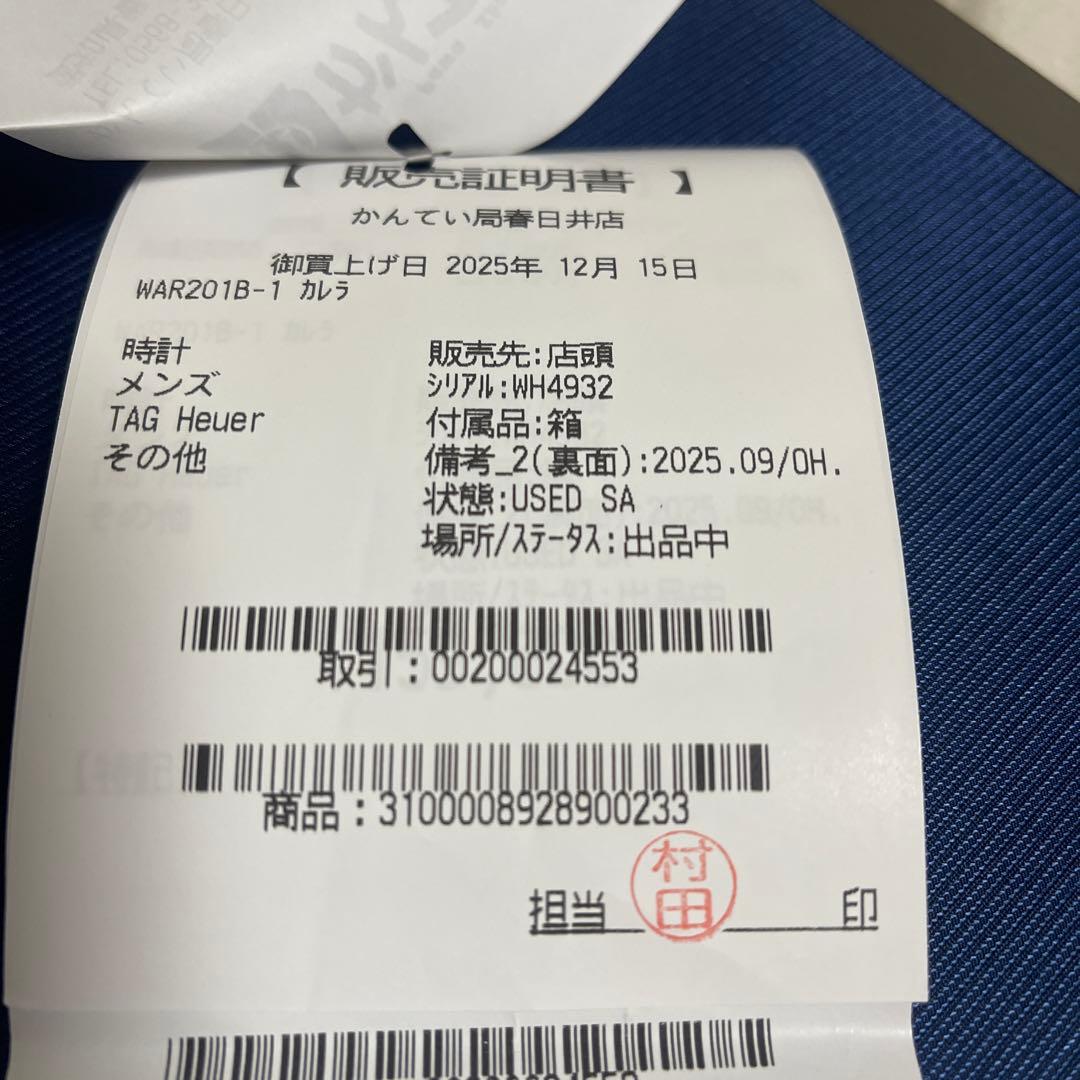 【 販売証明書 】
かんてい局春日井店
御買上げ日 2025年 12月 15日
WAR201B-1 ｶﾚﾗ
時計
メンズ
TAG Heuer
その他
販売先:店頭
ｼﾘｱﾙ:WH4932
付属品:箱
備考_2(裏面):2025.09/OH.
状態:USED SA
場所/ｽﾃｰﾀｽ:出品中
取引:00200024553
商品:3100008928900233
村田
担当 印